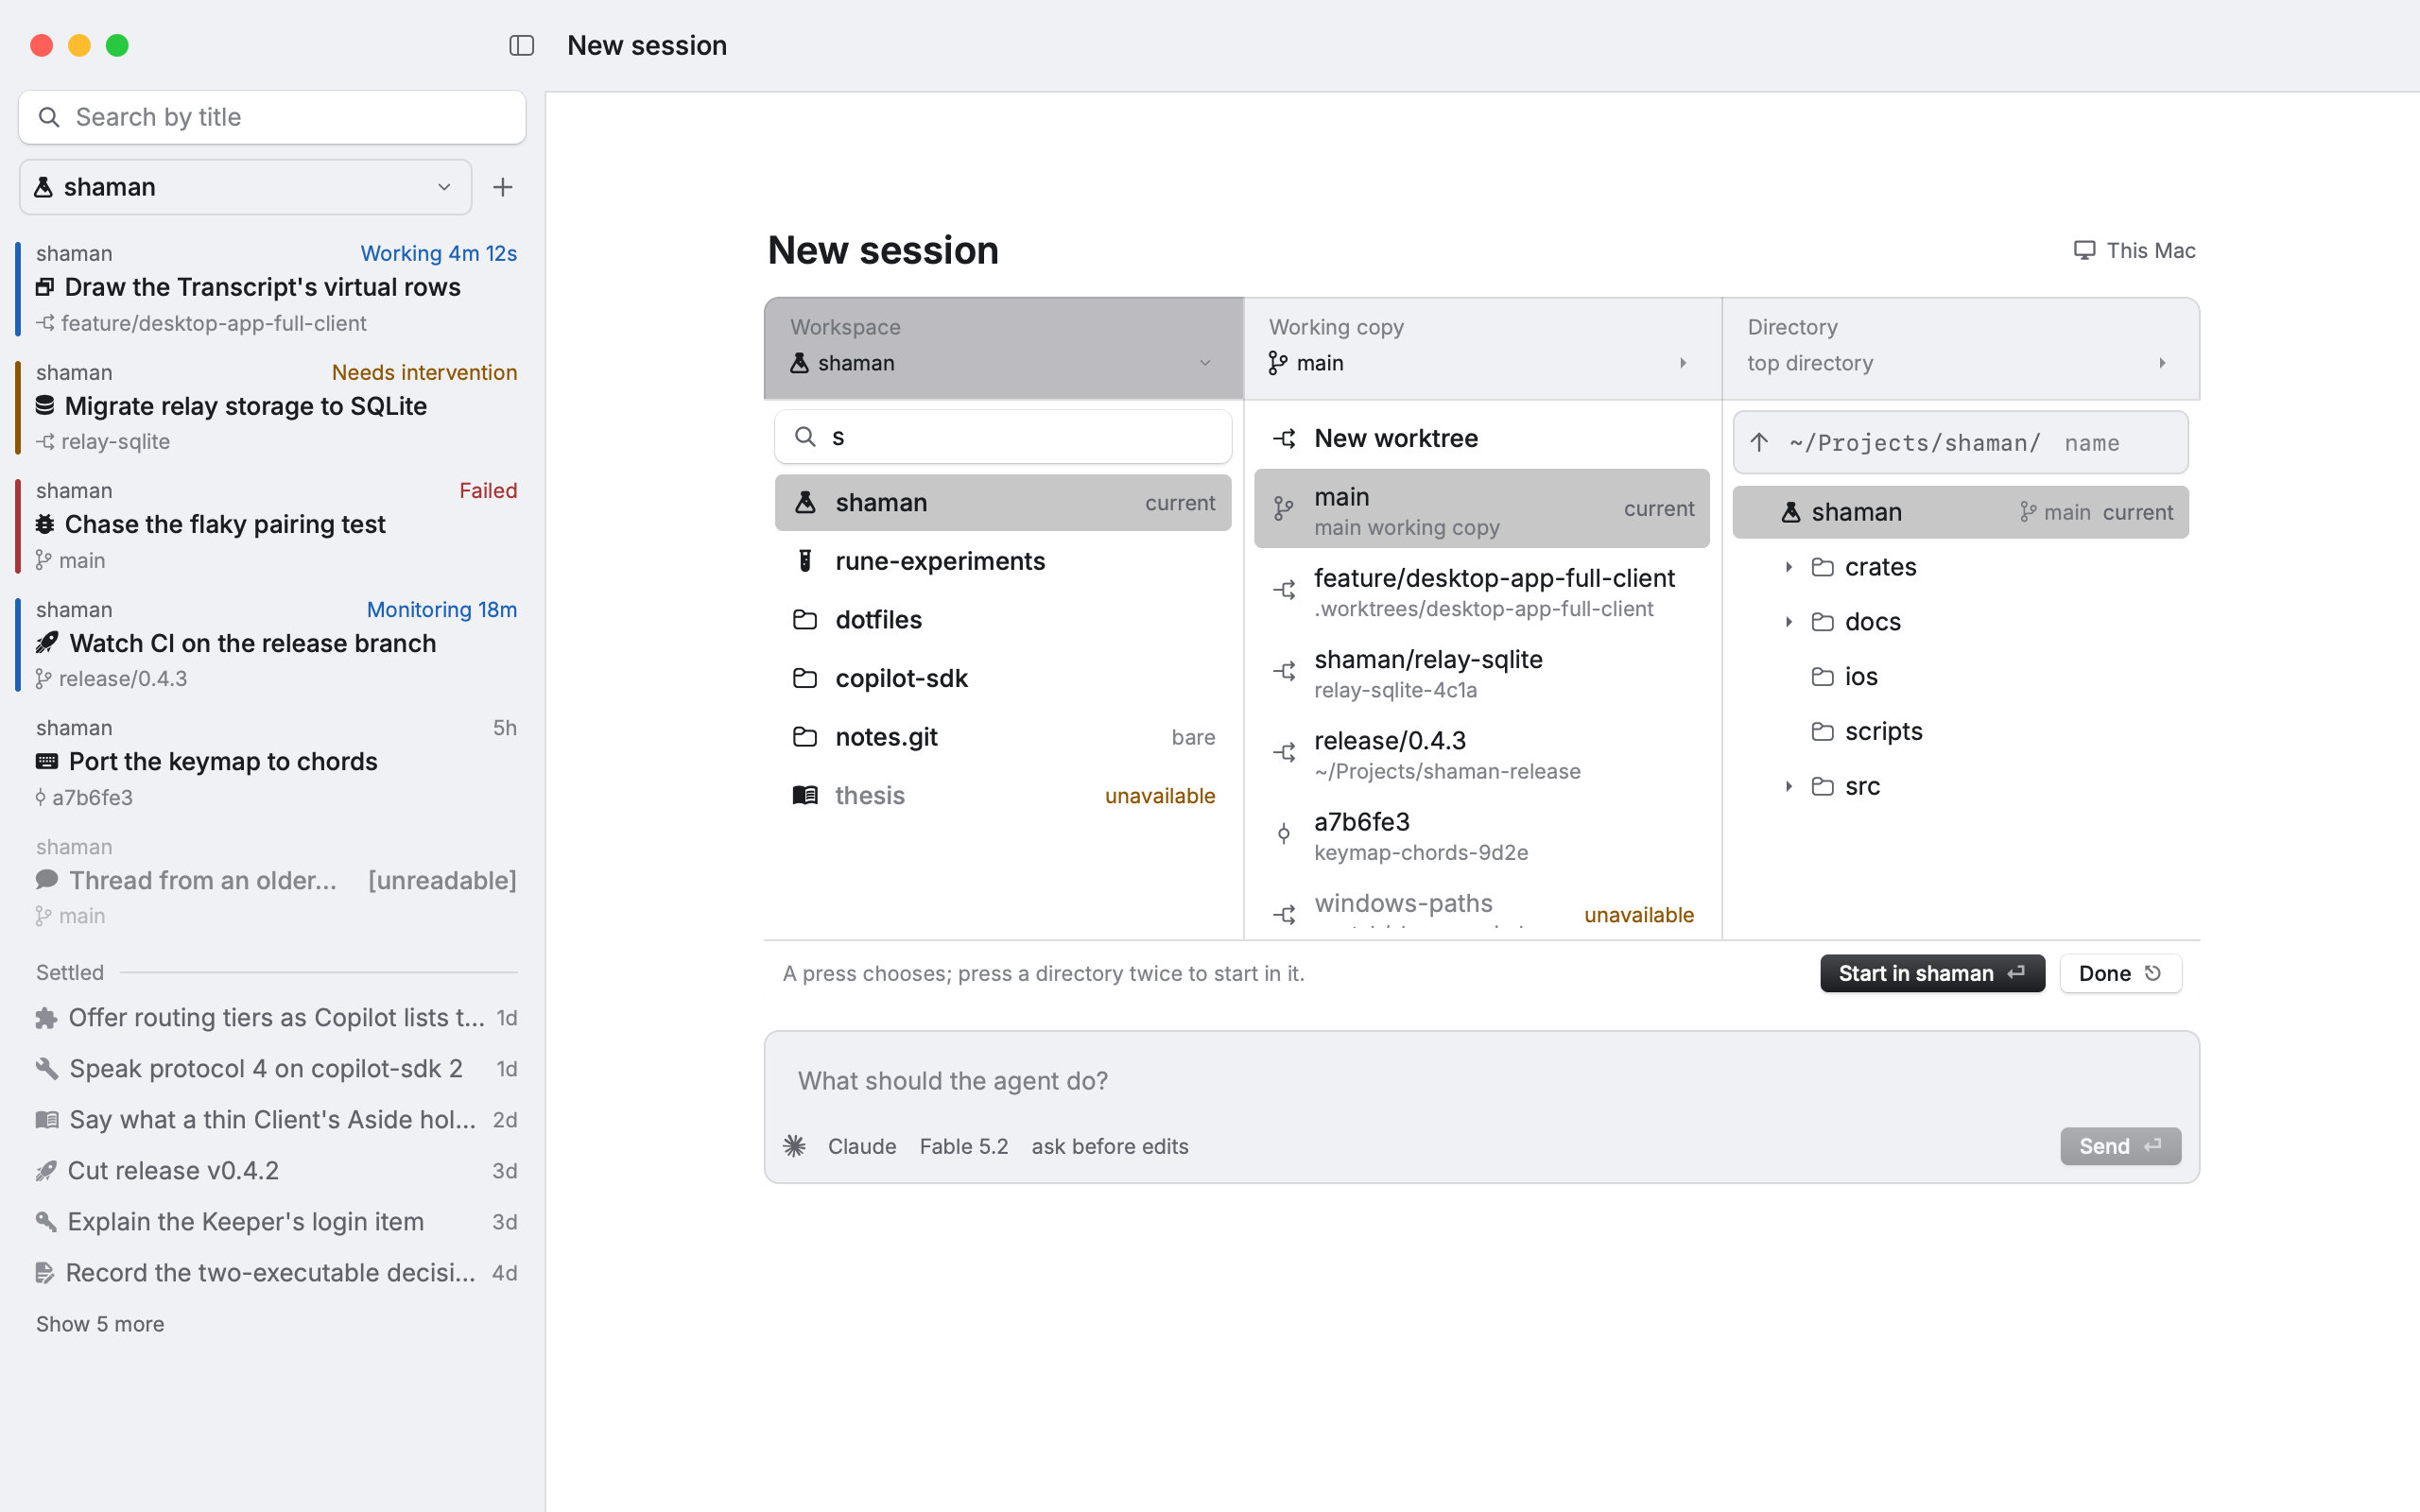 New session
Search by title
shaman
shaman Working 4m 12s
Draw the Transcript's virtual rows
feature/desktop-app-full-client
shaman Needs intervention
Migrate relay storage to SQLite
relay-sqlite
shaman Failed
Chase the flaky pairing test
main
shaman Monitoring 18m
Watch CI on the release branch
release/0.4.3
shaman 5h
Port the keymap to chords
a7b6fe3
shaman
Thread from an older... [unreadable]
main
Settled
Offer routing tiers as Copilot lists t... 1d
Speak protocol 4 on copilot-sdk 2 1d
Say what a thin Client's Aside hol... 2d
Cut release v0.4.2 3d
Explain the Keeper's login item 3d
Record the two-executable decisi... 4d
Show 5 more
New session
This Mac
Workspace
shaman
s
shaman current
rune-experiments
dotfiles
copilot-sdk
notes.git bare
thesis unavailable
Working copy
main
New worktree
main
main working copy
current
feature/desktop-app-full-client
.worktrees/desktop-app-full-client
shaman/relay-sqlite
relay-sqlite-4c1a
release/0.4.3
~/Projects/shaman-release
a7b6fe3
keymap-chords-9d2e
windows-paths
unavailable
Directory
top directory
~/Projects/shaman/ name
shaman main current
crates
docs
ios
scripts
src
A press chooses; press a directory twice to start in it.
Start in shaman
Done
What should the agent do?
Claude Fable 5.2 ask before edits
Send